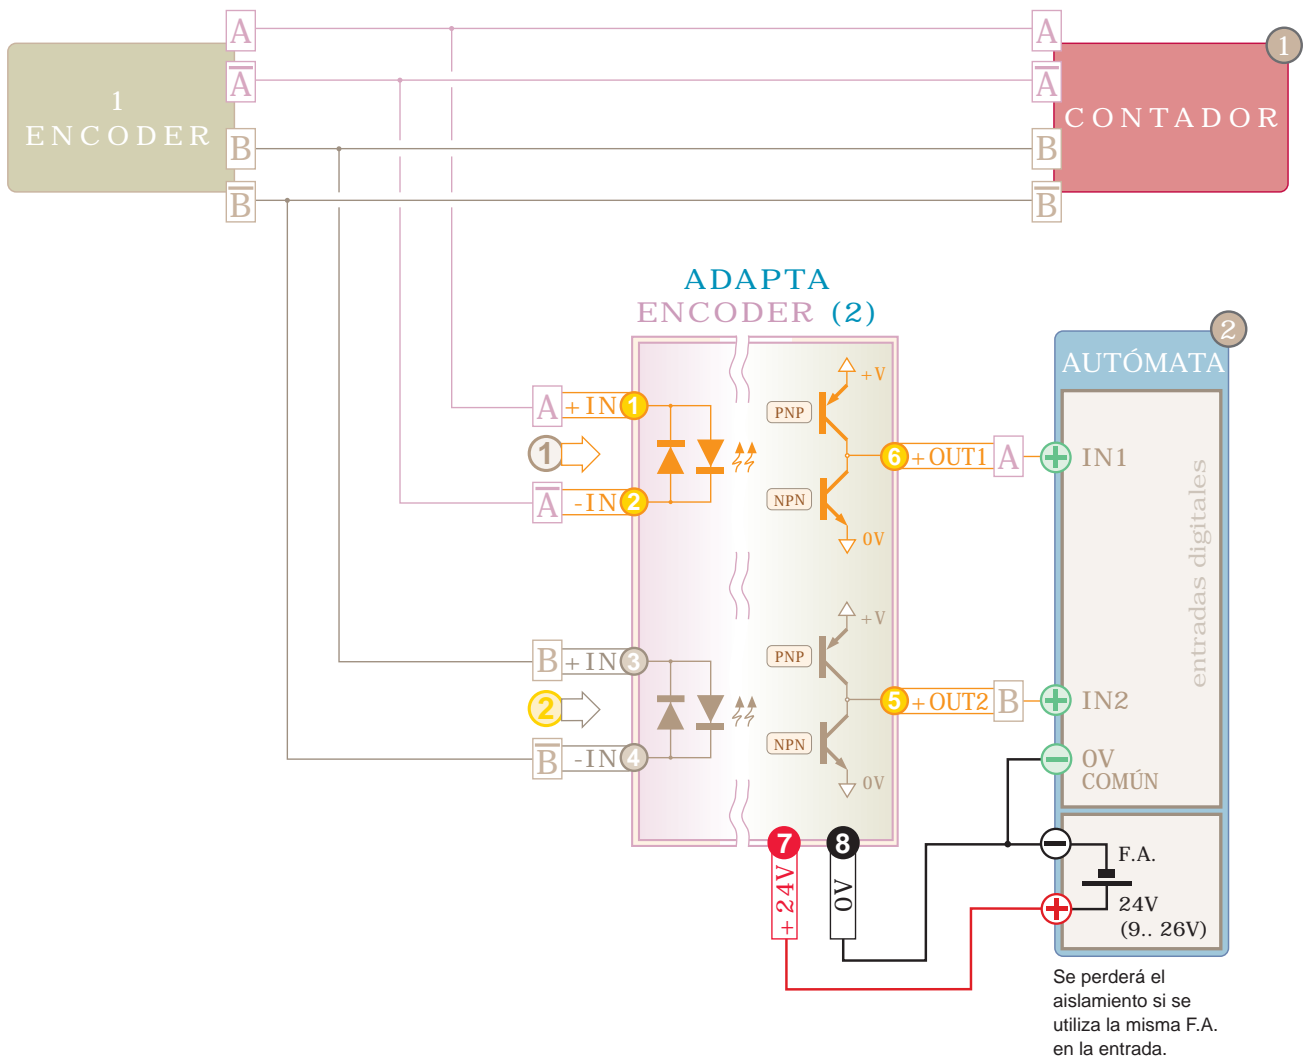 A
A
1
A̅
A̅
1
ENCODER
CONTADOR
B
B
B̅
B̅
ADAPTA
ENCODER (2)
2
AUTÓMATA
+V
A
+IN
1
PNP
1
6
+OUT1
A
IN1
A̅
-IN
2
NPN
0V
entradas digitales
+V
B
+IN
3
PNP
2
5
+OUT2
B
IN2
B̅
-IN
4
NPN
0V
0V
COMÚN
7
8
+24V
0V
F.A.
24V
(9.. 26V)
Se perderá el
aislamiento si se
utiliza la misma F.A.
en la entrada.